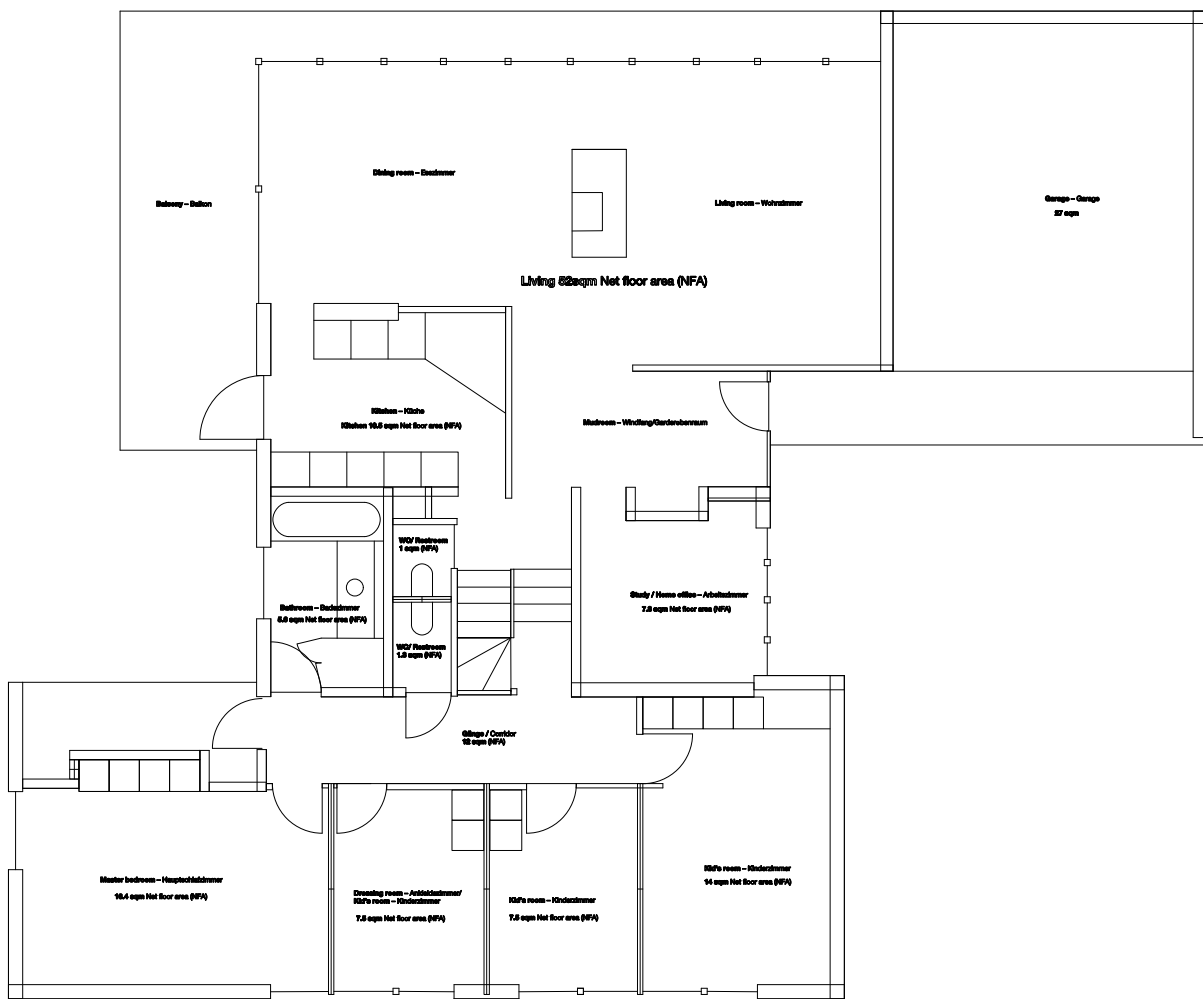 Dining room – Esszimmer
Balcony – Balkon
Living room – Wohnzimmer
Garage – Garage
27 sqm
Living 52sqm Net floor area (NFA)
Kitchen – Küche
Kitchen 10.5 sqm Net floor area (NFA)
Mudroom – Windfang/Garderobenraum
WC/ Restroom
1 sqm (NFA)
Study / Home office – Arbeitszimmer
7.8 sqm Net floor area (NFA)
Bathroom – Badezimmer
5.8 sqm Net floor area (NFA)
WC/ Restroom
1.3 sqm (NFA)
Gänge / Corridor
12 sqm (NFA)
Master bedroom – Hauptschlafzimmer
16.4 sqm Net floor area (NFA)
Dressing room – Ankleidezimmer/
Kid's room – Kinderzimmer
7.5 sqm Net floor area (NFA)
Kid's room – Kinderzimmer
7.5 sqm Net floor area (NFA)
Kid's room – Kinderzimmer
14 sqm Net floor area (NFA)